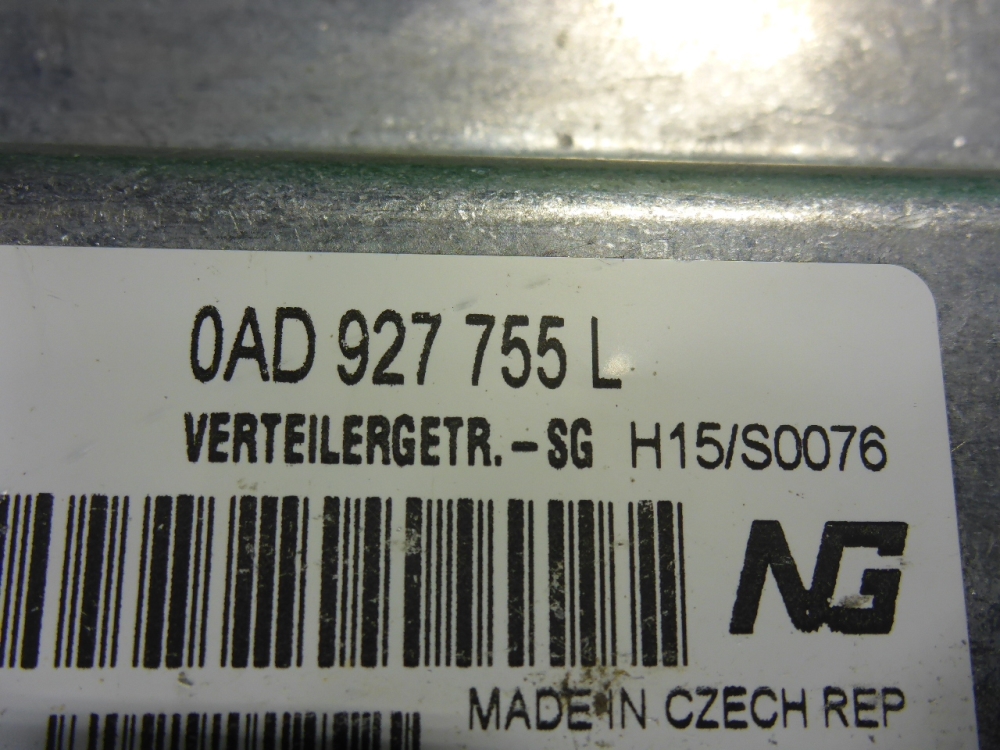 0AD 927 755 L
VERTEILERGETR.-SG H15/S0076
NG
MADE IN CZECH REP